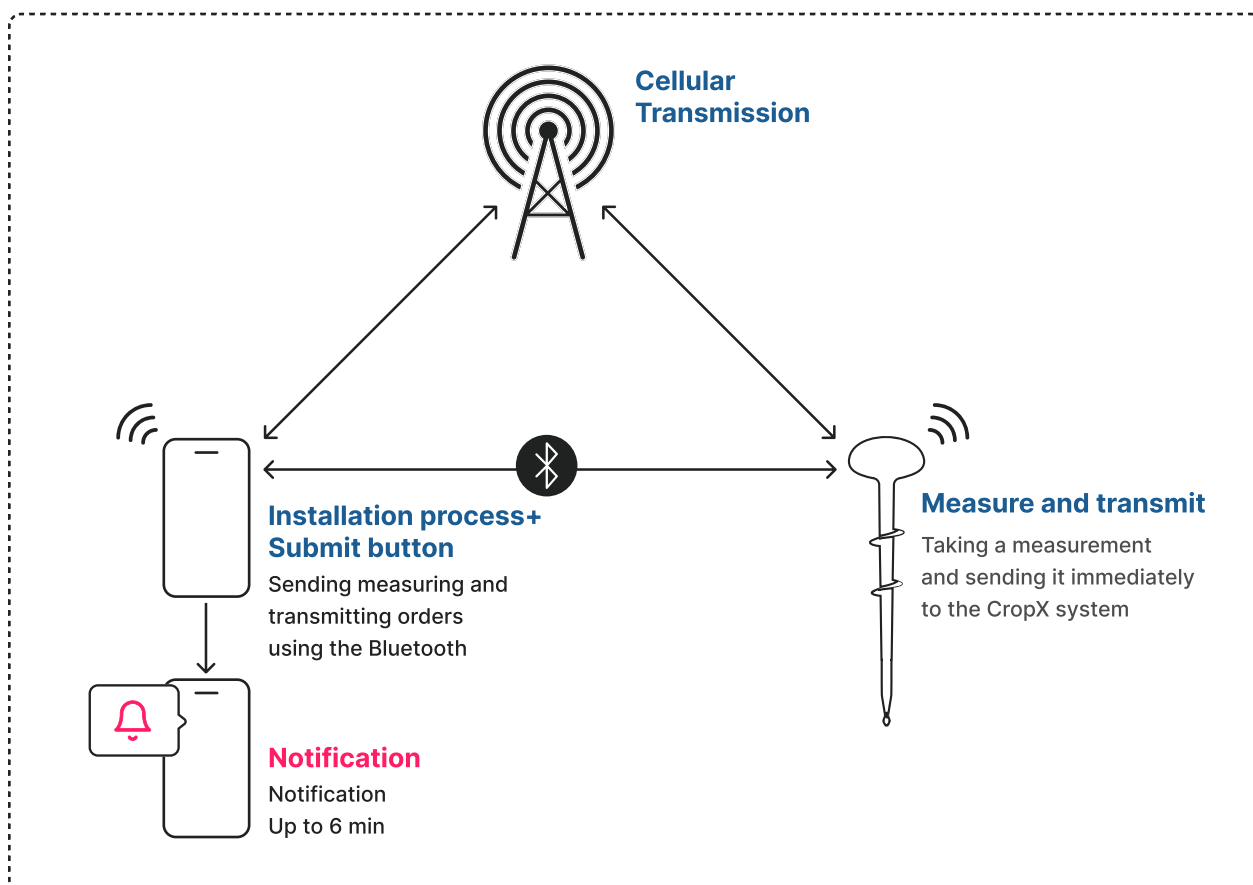 Cellular
Transmission
Installation process+
Submit button
Sending measuring and
transmitting orders
using the Bluetooth
Measure and transmit
Taking a measurement
and sending it immediately
to the CropX system
Notification
Notification
Up to 6 min